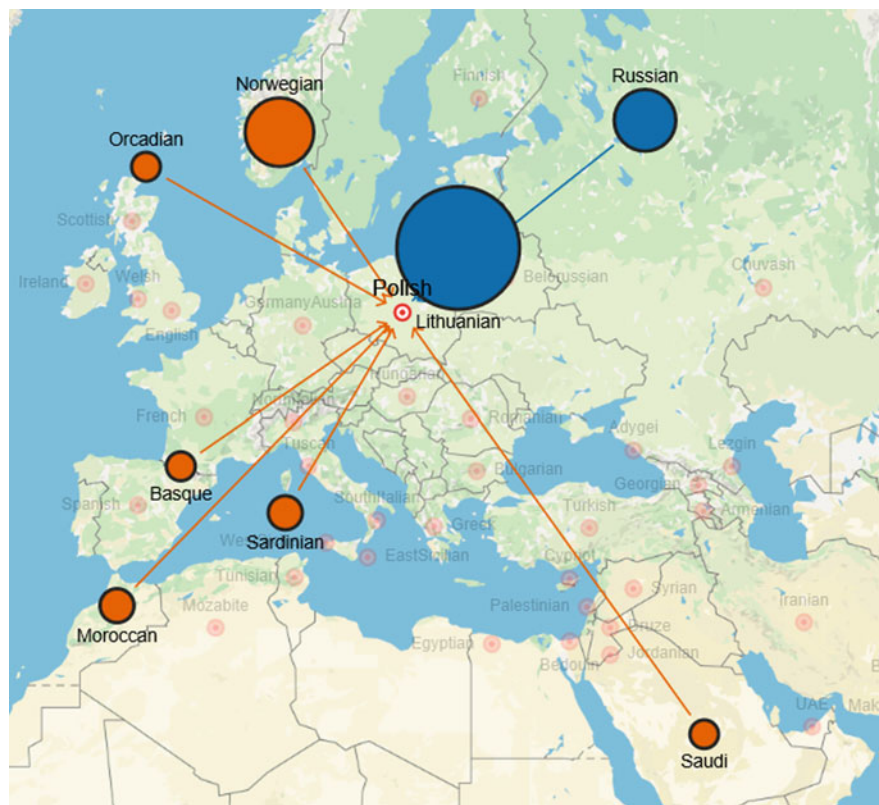 Norwegian
Russian
Finnish
Orcadian
Scottish
Ireland
Welsh
English
GermanyAustria
Polish
Lithuanian
Belorussian
Chuvash
Hungarian
French
Romanian
Tuscan
Basque
Bulgarian
Adygei
Lezgin
Georgian
Armenian
Spanish
Sardinian
SouthItalian
Greek
Turkish
EastSicilian
Cypriot
Tunisian
Syrian
Moroccan
Mozabite
Palestinian
Druze
Iranian
Egyptian
Bedouin
Jordanian
UAE
Saudi